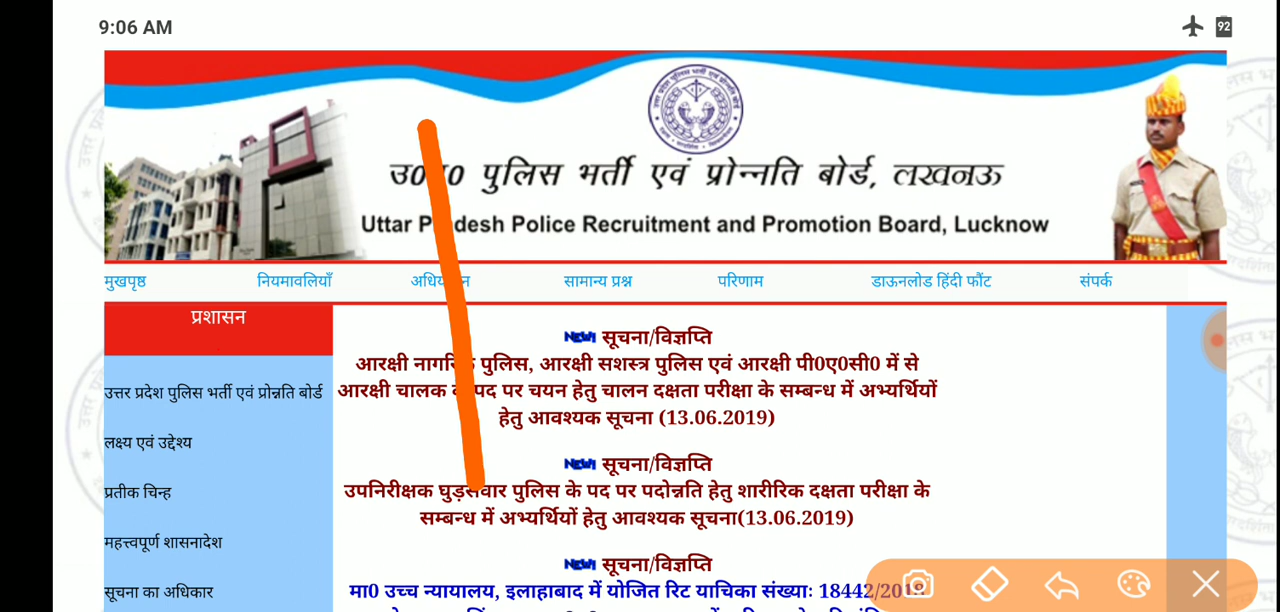 9:06 AM
92
पुलिस भर्ती एवं प्रोन्नति बोर्ड, लखनऊ
Uttar Police Recruitment and Promotion Board, Lucknow
मुखपृष्ठ नियमावलियाँ सामान्य प्रश्न परिणाम डाऊनलोड हिंदी फौंट संपर्क
प्रशासन
उत्तर प्रदेश पुलिस भर्ती एवं प्रोन्नति बोर्ड
लक्ष्य एवं उद्देश्य
प्रतीक चिन्ह
महत्त्वपूर्ण शासनादेश
सूचना का अधिकार
NEW! सूचना/विज्ञप्ति
आरक्षी पुलिस, आरक्षी सशस्त्र पुलिस एवं आरक्षी पी0ए0सी0 में से
आरक्षी चालक पद पर चयन हेतु चालन दक्षता परीक्षा के सम्बन्ध में अभ्यर्थियों
हेतु आवश्यक सूचना (13.06.2019)
NEW! सूचना/विज्ञप्ति
उपनिरीक्षक घुड़सवार पुलिस के पद पर पदोन्नति हेतु शारीरिक दक्षता परीक्षा के
सम्बन्ध में अभ्यर्थियों हेतु आवश्यक सूचना(13.06.2019)
NEW! सूचना/विज्ञप्ति
मा0 उच्च न्यायालय, इलाहाबाद में योजित रिट याचिका संख्याः 18442/2018